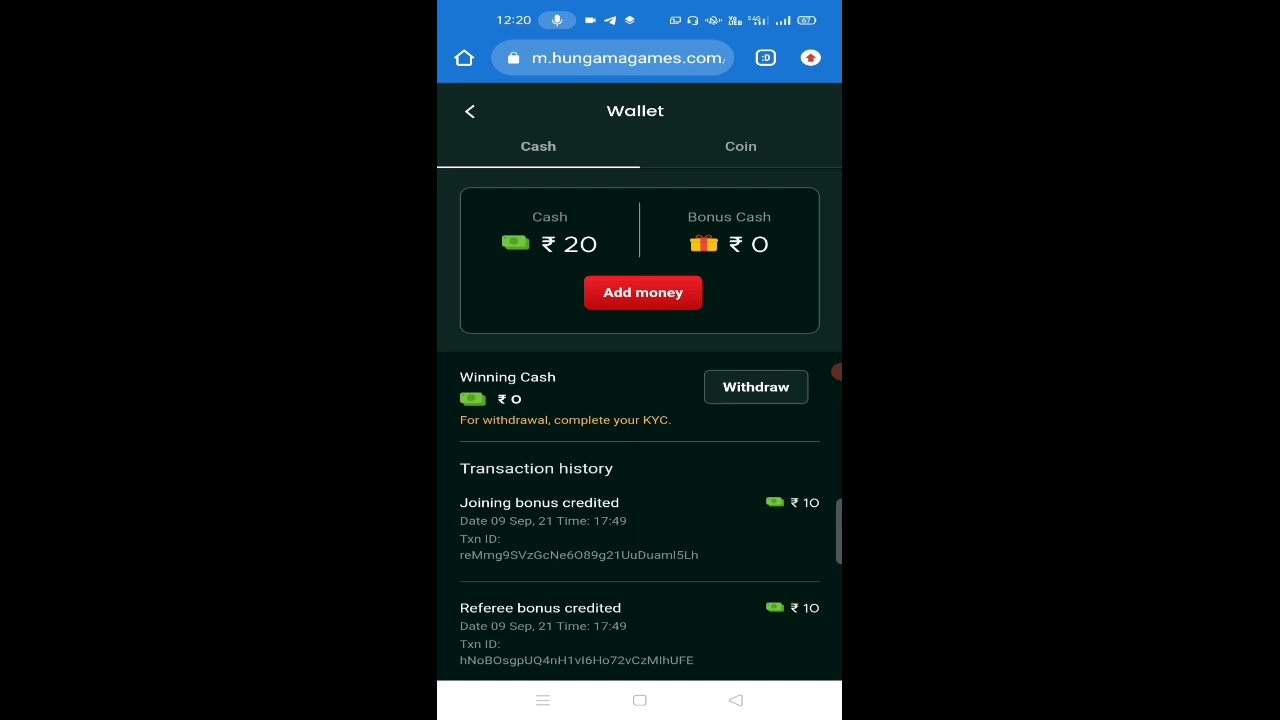 12:20
67
m.hungamagames.com/
:D
Wallet
Cash Coin
Cash Bonus Cash
₹ 20 ₹ 0
Add money
Winning Cash
₹ 0
Withdraw
For withdrawal, complete your KYC.
Transaction history
Joining bonus credited ₹ 10
Date 09 Sep, 21 Time: 17:49
Txn ID:
reMmg9SVzGcNe6O89g21UuDuamI5Lh
Referee bonus credited ₹ 10
Date 09 Sep, 21 Time: 17:49
Txn ID:
hNoBOsgpUQ4nH1vI6Ho72vCzMIhUFE